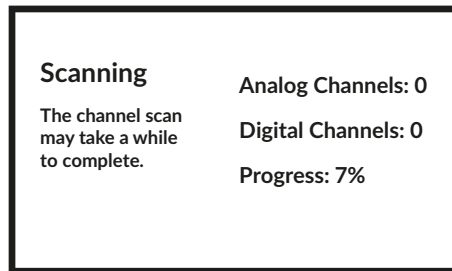 Scanning
The channel scan
may take a while
to complete.
Analog Channels: 0
Digital Channels: 0
Progress: 7%